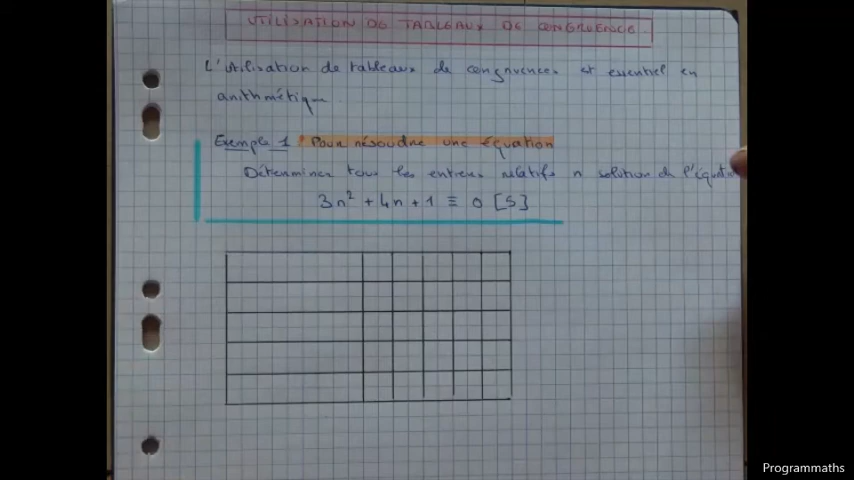 UTILISATION DE TABLEAUX DE CONGRUENCE.
L'utilisation de tableaux de congruences est essentiel en
arithmétique.
Exemple 1 : Pour résoudre une équation
Déterminer tous les entiers relatifs n solution de l'équation
3n² + 4n + 1 ≡ 0 [5]
Programmaths